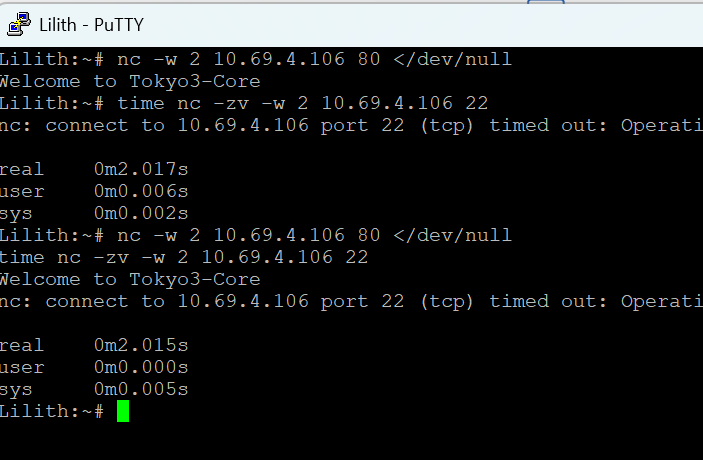 Lilith - PuTTY
Lilith:~# nc -w 2 10.69.4.106 80 </dev/null
Welcome to Tokyo3-Core
Lilith:~# time nc -zv -w 2 10.69.4.106 22
nc: connect to 10.69.4.106 port 22 (tcp) timed out: Operati
real 0m2.017s
user 0m0.006s
sys 0m0.002s
Lilith:~# nc -w 2 10.69.4.106 80 </dev/null
time nc -zv -w 2 10.69.4.106 22
Welcome to Tokyo3-Core
nc: connect to 10.69.4.106 port 22 (tcp) timed out: Operati
real 0m2.015s
user 0m0.000s
sys 0m0.005s
Lilith:~#